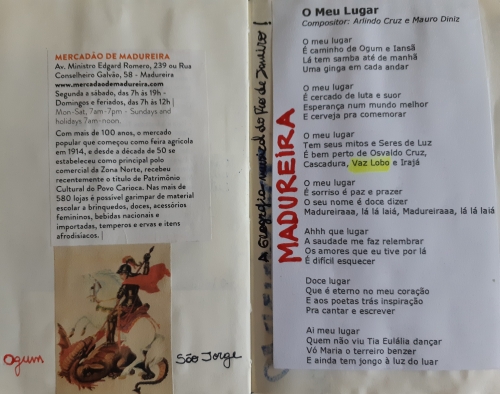 MERCADÃO DE MADUREIRA
Av. Ministro Edgard Romero, 239 ou Rua
Conselheiro Galvão, 58 - Madureira
www.mercadaodemadureira.com
Segunda a sábado, das 7h às 19h -
Domingos e feriados, das 7h às 12h |
Mon-Sat, 7am-7pm - Sundays and
holidays 7am-noon.
Com mais de 100 anos, o mercado
popular que começou como feira agrícola
em 1914, e desde a década de 50 se
estabeleceu como principal polo
comercial da Zona Norte, recebeu
recentemente o título de Patrimônio
Cultural do Povo Carioca. Nas mais de
580 lojas é possível garimpar de material
escolar a brinquedos, doces, acessórios
femininos, bebidas nacionais e
importadas, temperos e ervas e itens
afrodisíacos. |
Ogum
São Jorge
A Geografia musical do Rio de Janeiro!
MADUREIRA
O Meu Lugar
Compositor: Arlindo Cruz e Mauro Diniz
O meu lugar
É caminho de Ogum e Iansã
Lá tem samba até de manhã
Uma ginga em cada andar
O meu lugar
É cercado de luta e suor
Esperança num mundo melhor
E cerveja pra comemorar
O meu lugar
Tem seus mitos e Seres de Luz
É bem perto de Osvaldo Cruz,
Cascadura, Vaz Lobo e Irajá
O meu lugar
É sorriso é paz e prazer
O seu nome é doce dizer
Madureiraaa, lá lá laiá, Madureiraaa, lá lá laiá
Ahhh que lugar
A saudade me faz relembrar
Os amores que eu tive por lá
É difícil esquecer
Doce lugar
Que é eterno no meu coração
E aos poetas trás inspiração
Pra cantar e escrever
Ai meu lugar
Quem não viu Tia Eulália dançar
Vó Maria o terreiro benzer
E ainda tem jongo à luz do luar